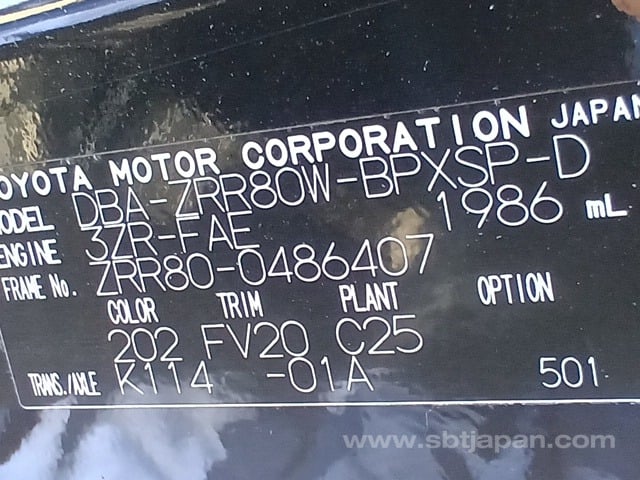 TOYOTA MOTOR CORPORATION JAPAN
MODEL DBA-ZRR80W-BPXSP-D
ENGINE 3ZR-FAE 1986 mL
FRAME No. ZRR80-0486407
COLOR TRIM PLANT OPTION
202 FV20 C25
TRANS./AXLE K114 -01A 501
www.sbtjapan.com